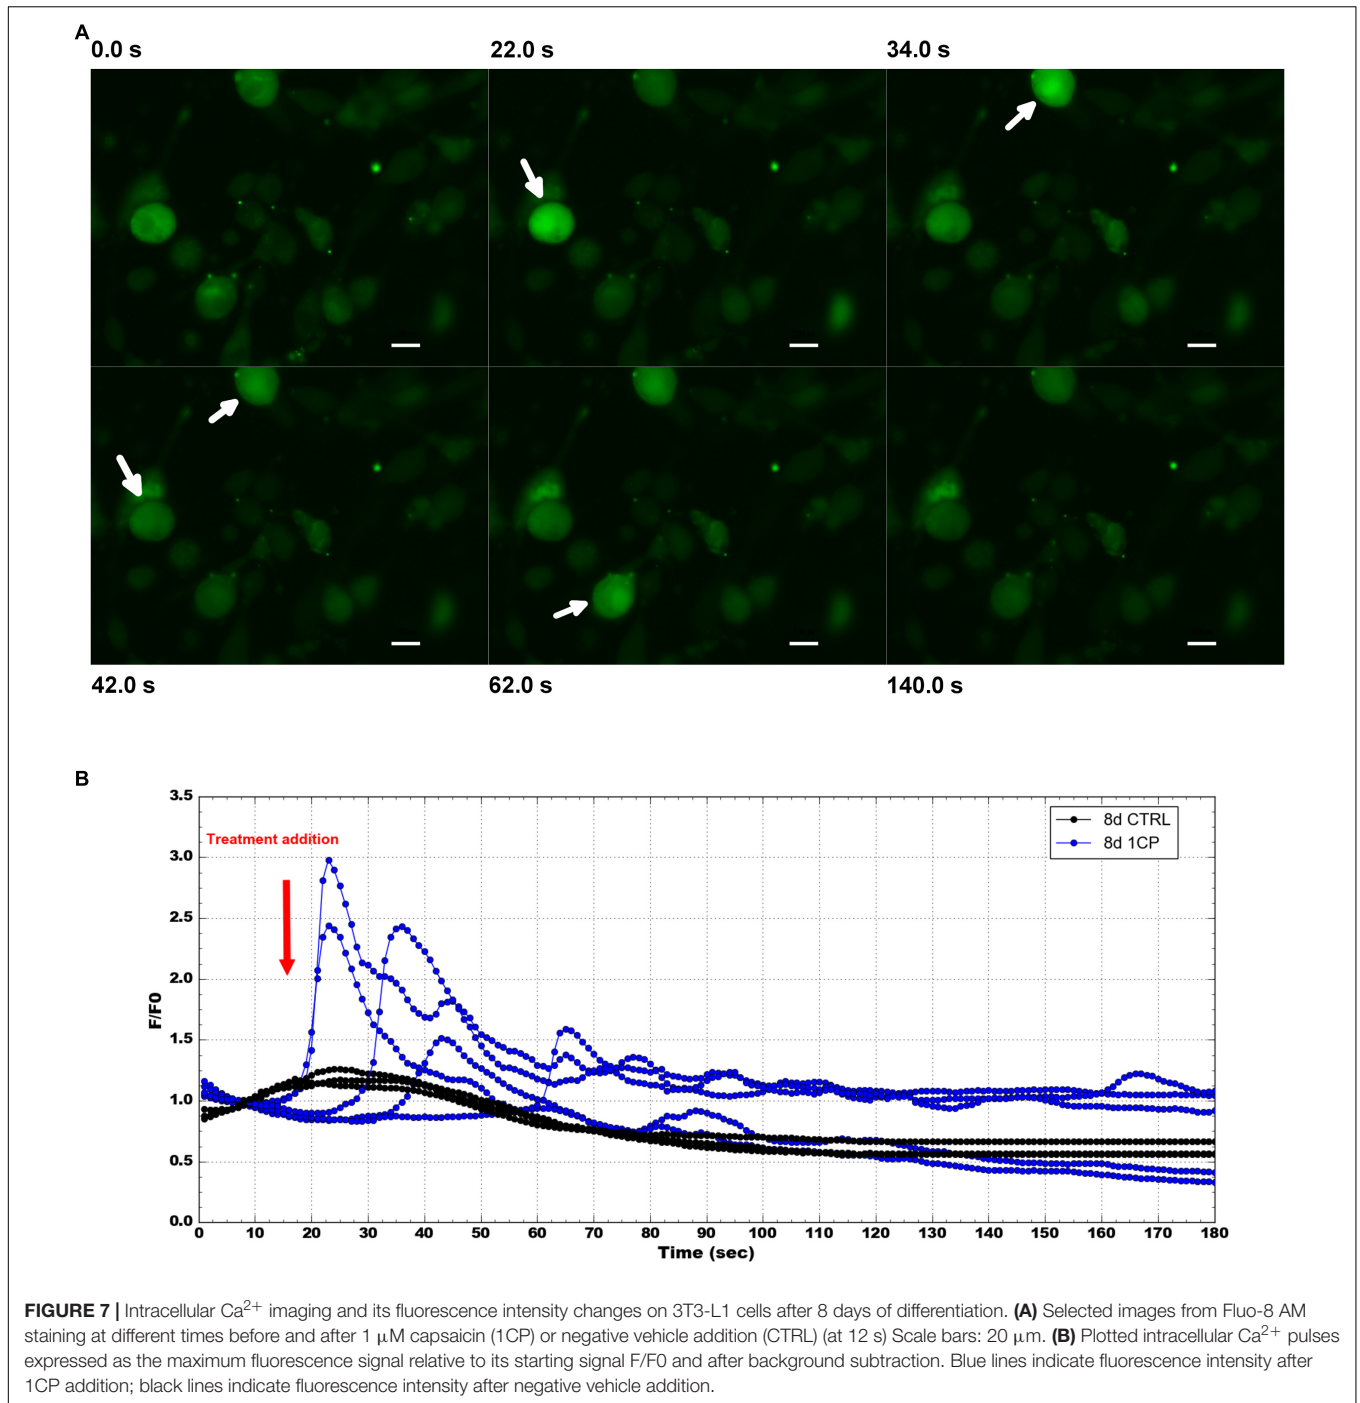 A
0.0 s
22.0 s
34.0 s
42.0 s
62.0 s
140.0 s
B
3.5
3.0
2.5
2.0
1.5
1.0
0.5
0.0
F/F0
Treatment addition
8d CTRL
8d 1CP
0 10 20 30 40 50 60 70 80 90 100 110 120 130 140 150 160 170 180
Time (sec)
FIGURE 7 | Intracellular Ca2+ imaging and its fluorescence intensity changes on 3T3-L1 cells after 8 days of differentiation. (A) Selected images from Fluo-8 AM
staining at different times before and after 1 μM capsaicin (1CP) or negative vehicle addition (CTRL) (at 12 s) Scale bars: 20 μm. (B) Plotted intracellular Ca2+ pulses
expressed as the maximum fluorescence signal relative to its starting signal F/F0 and after background subtraction. Blue lines indicate fluorescence intensity after
1CP addition; black lines indicate fluorescence intensity after negative vehicle addition.